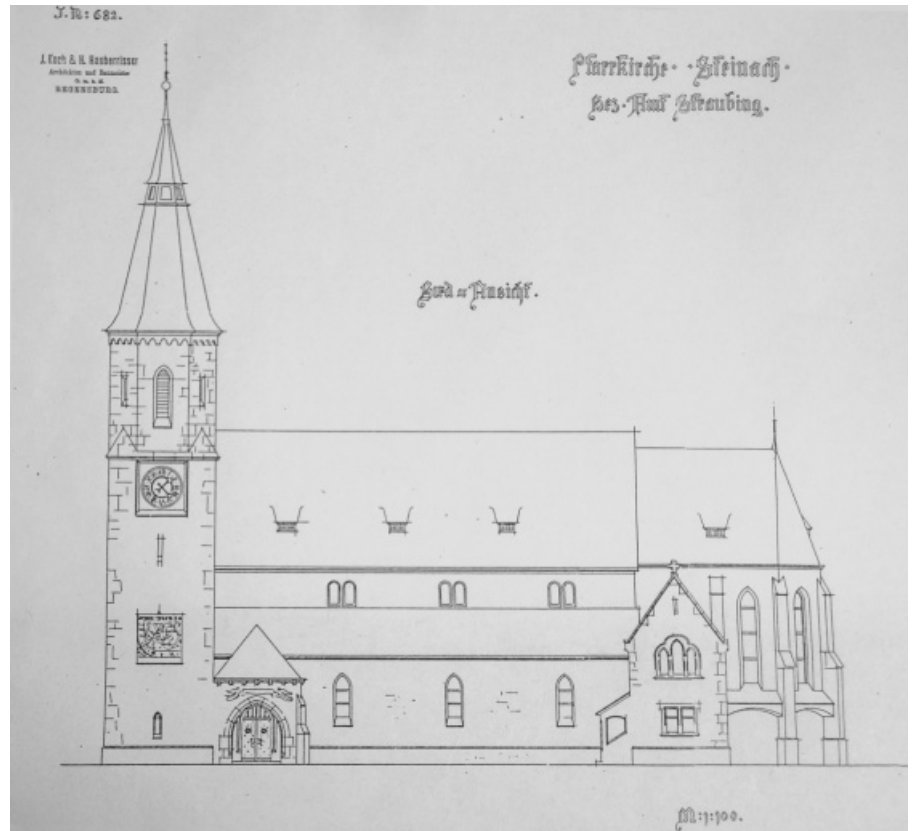 J. N: 682.
J. Koch & H. Hauberrisser
Architekten und Baumeister
G. m. b. H.
REGENSBURG.
Pfarrkirche · Steinach ·
Bez. Amt Straubing.
Süd = Ansicht.
M: 1:100.